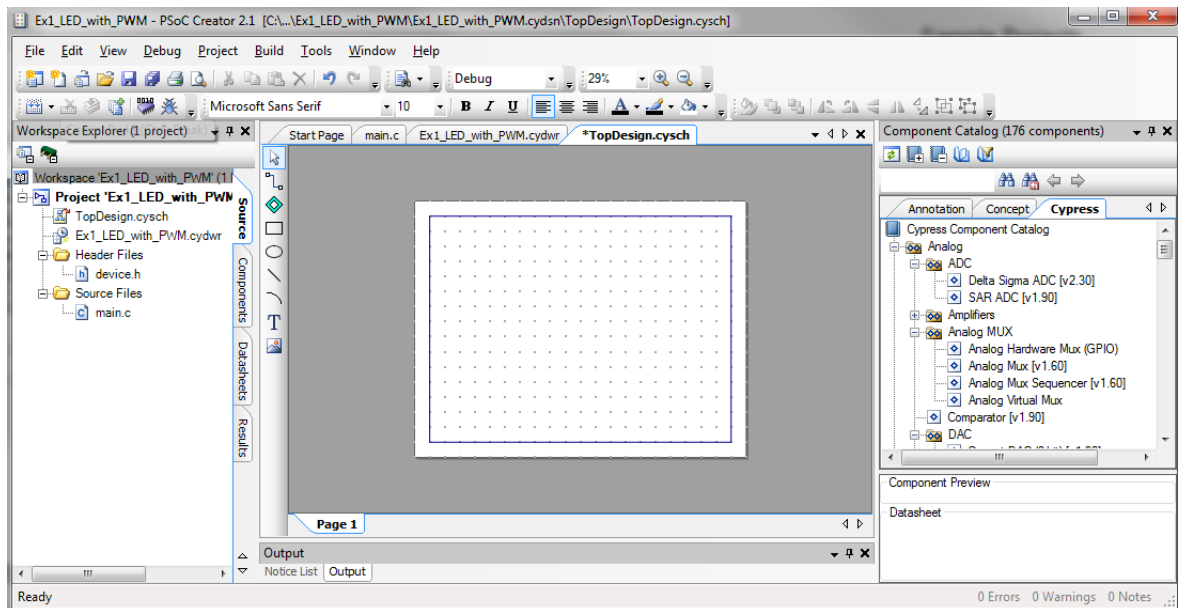 Ex1_LED_with_PWM - PSoC Creator 2.1 [C:\...\Ex1_LED_with_PWM\Ex1_LED_with_PWM.cydsn\TopDesign\TopDesign.cysch]
File Edit View Debug Project Build Tools Window Help
Debug 29%
Microsoft Sans Serif 10 B I U A
Workspace Explorer (1 project)
Workspace 'Ex1_LED_with_PWM' (1
Project 'Ex1_LED_with_PWM
TopDesign.cysch
Ex1_LED_with_PWM.cydwr
Header Files
device.h
Source Files
main.c
Source
Components
Datasheets
Results
Start Page main.c Ex1_LED_with_PWM.cydwr *TopDesign.cysch
T
Page 1
Output
Notice List Output
Component Catalog (176 components)
Annotation Concept Cypress
Cypress Component Catalog
Analog
ADC
Delta Sigma ADC [v2.30]
SAR ADC [v1.90]
Amplifiers
Analog MUX
Analog Hardware Mux (GPIO)
Analog Mux [v1.60]
Analog Mux Sequencer [v1.60]
Analog Virtual Mux
Comparator [v1.90]
DAC
Component Preview
Datasheet
Ready 0 Errors 0 Warnings 0 Notes